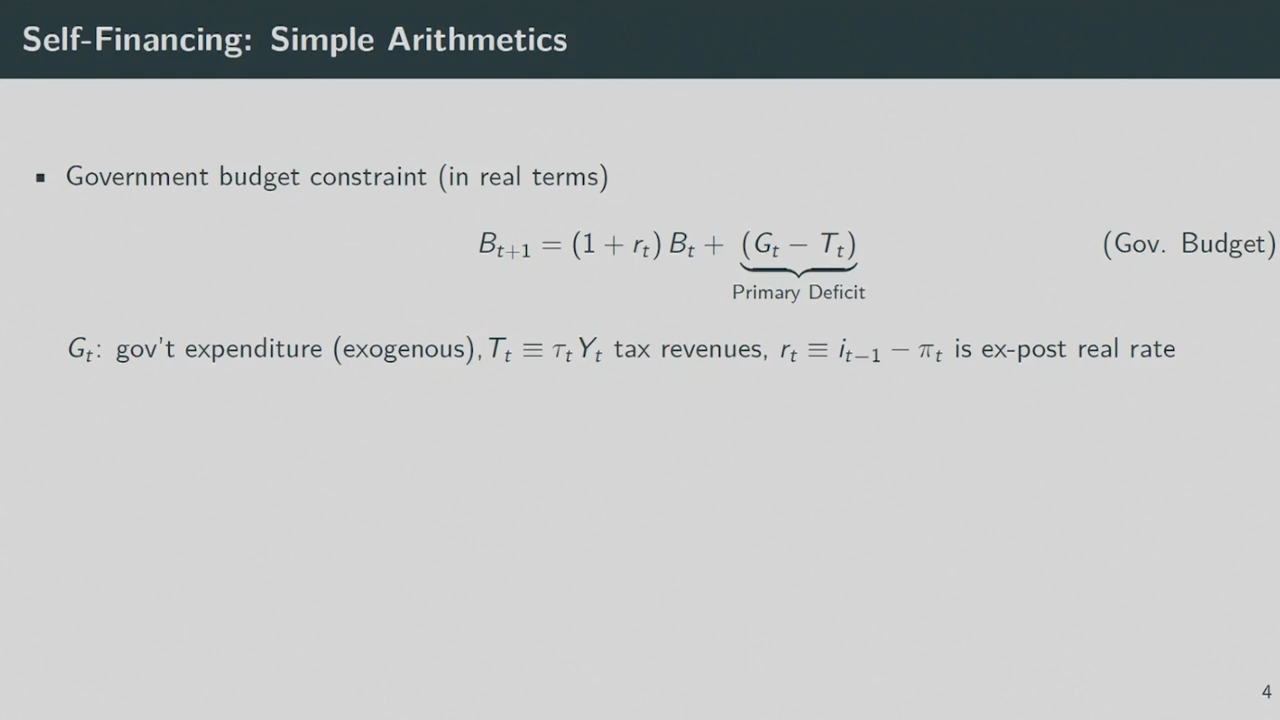 Self-Financing: Simple Arithmetics
▪ Government budget constraint (in real terms)
B_{t+1} = (1 + r_t) B_t + (G_t − T_t) (Gov. Budget)
Primary Deficit
G_t: gov't expenditure (exogenous), T_t ≡ τ_t Y_t tax revenues, r_t ≡ i_{t−1} − π_t is ex-post real rate
4